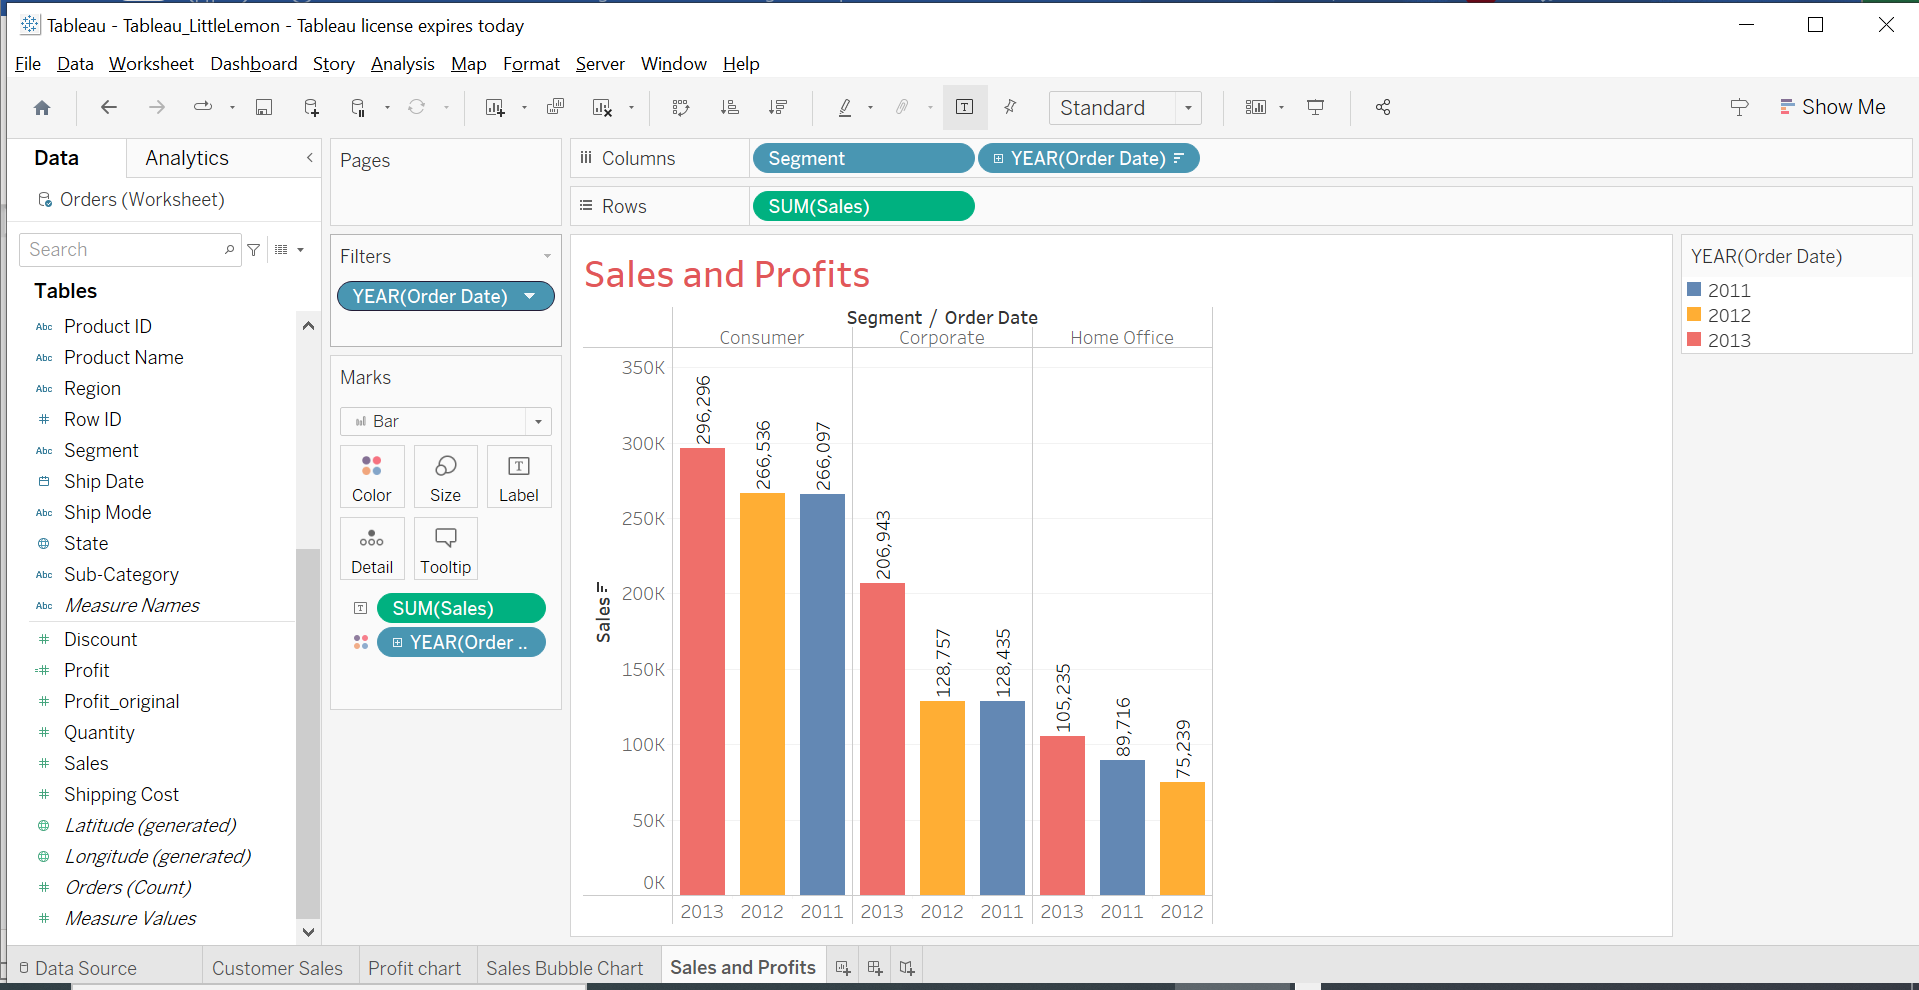 Tableau - Tableau_LittleLemon - Tableau license expires today
File Data Worksheet Dashboard Story Analysis Map Format Server Window Help
Standard
Show Me
Data
Analytics
Orders (Worksheet)
Search
Tables
Abc Product ID
Abc Product Name
Abc Region
# Row ID
Abc Segment
Ship Date
Abc Ship Mode
State
Abc Sub-Category
Abc Measure Names
# Discount
=# Profit
# Profit_original
# Quantity
# Sales
# Shipping Cost
Latitude (generated)
Longitude (generated)
# Orders (Count)
# Measure Values
Pages
Filters
YEAR(Order Date)
Marks
Bar
Color
Size
Label
Detail
Tooltip
SUM(Sales)
YEAR(Order ..
Columns
Segment
YEAR(Order Date)
Rows
SUM(Sales)
Sales and Profits
Segment / Order Date
Consumer
Corporate
Home Office
Sales
350K
300K
250K
200K
150K
100K
50K
0K
296,296
266,536
266,097
206,943
128,757
128,435
105,235
89,716
75,239
2013 2012 2011 2013 2012 2011 2013 2011 2012
YEAR(Order Date)
2011
2012
2013
Data Source
Customer Sales
Profit chart
Sales Bubble Chart
Sales and Profits